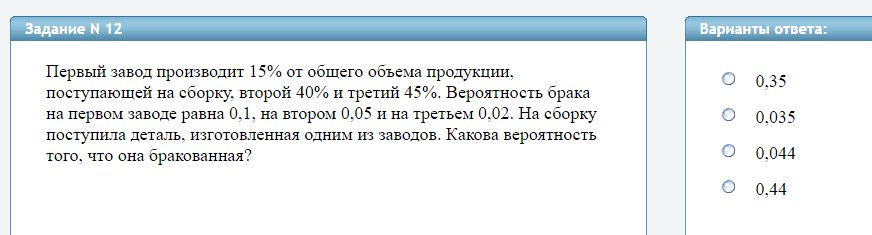 Задание N 12
Первый завод производит 15% от общего объема продукции,
поступающей на сборку, второй 40% и третий 45%. Вероятность брака
на первом заводе равна 0,1, на втором 0,05 и на третьем 0,02. На сборку
поступила деталь, изготовленная одним из заводов. Какова вероятность
того, что она бракованная?
Варианты ответа:
0,35
0,035
0,044
0,44